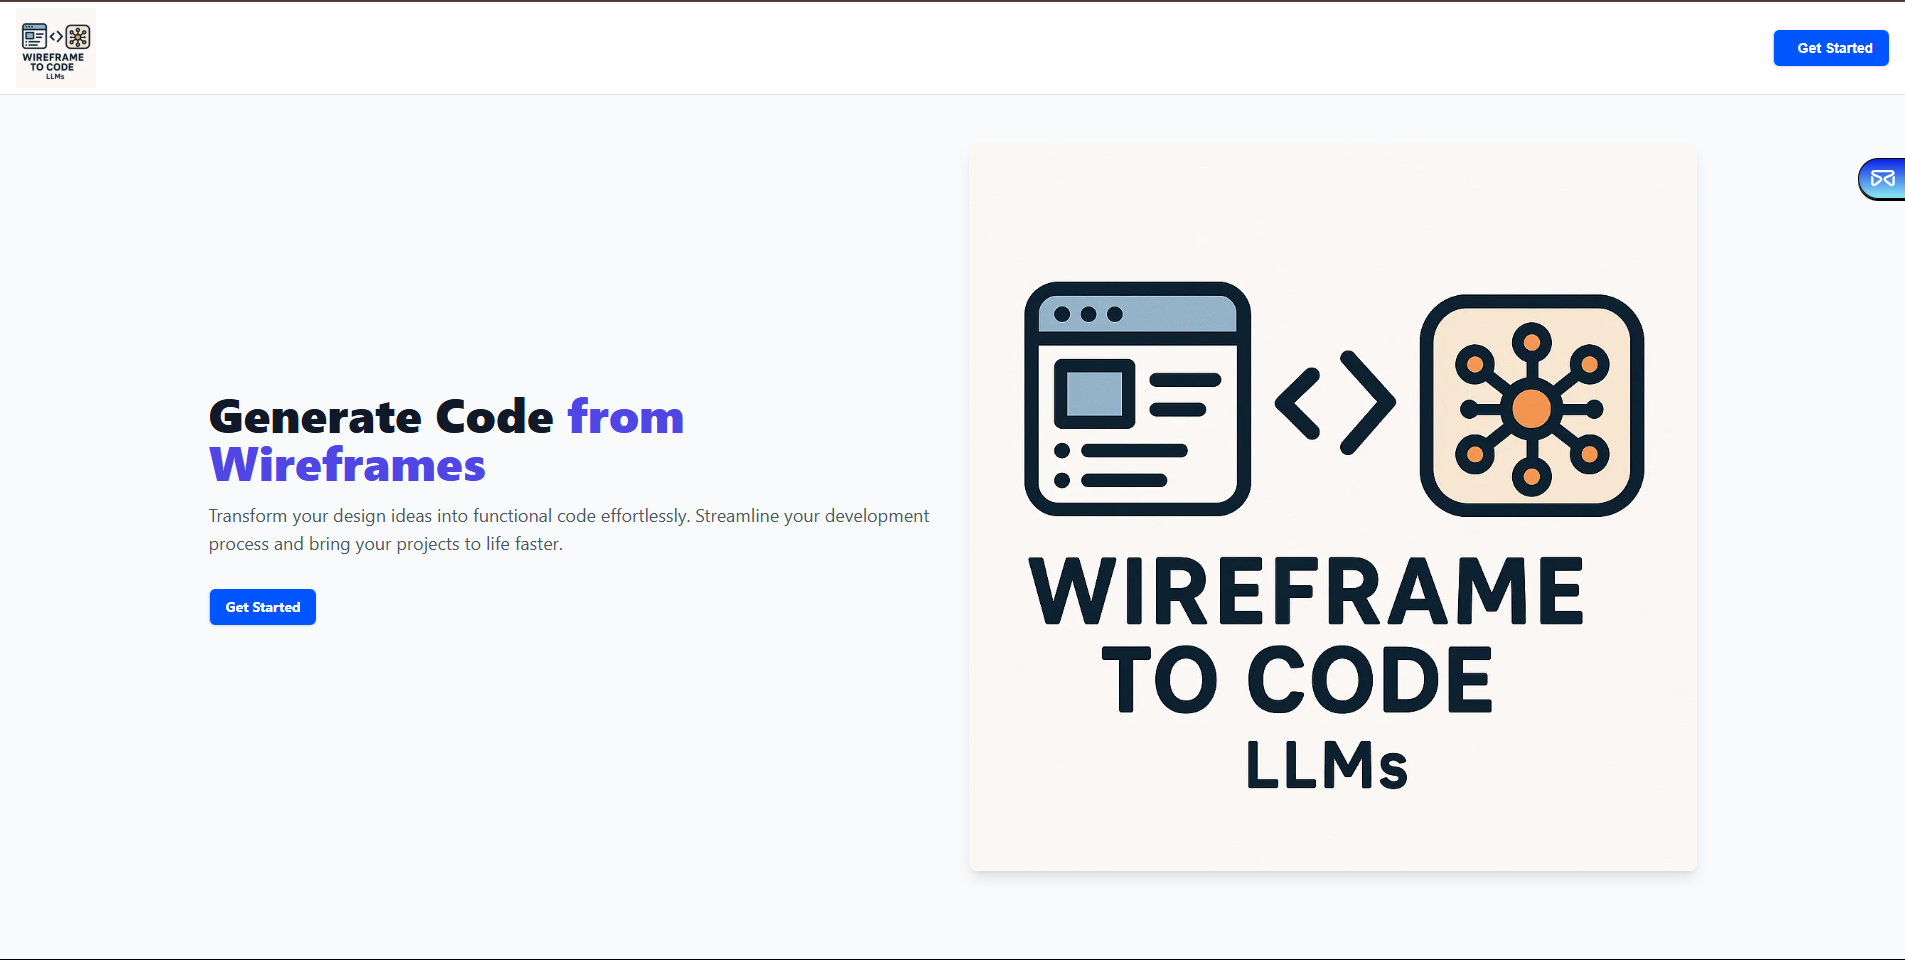 WIREFRAME
TO CODE
LLMs
Get Started
Generate Code from
Wireframes
Transform your design ideas into functional code effortlessly. Streamline your development
process and bring your projects to life faster.
Get Started
WIREFRAME
TO CODE
LLMs